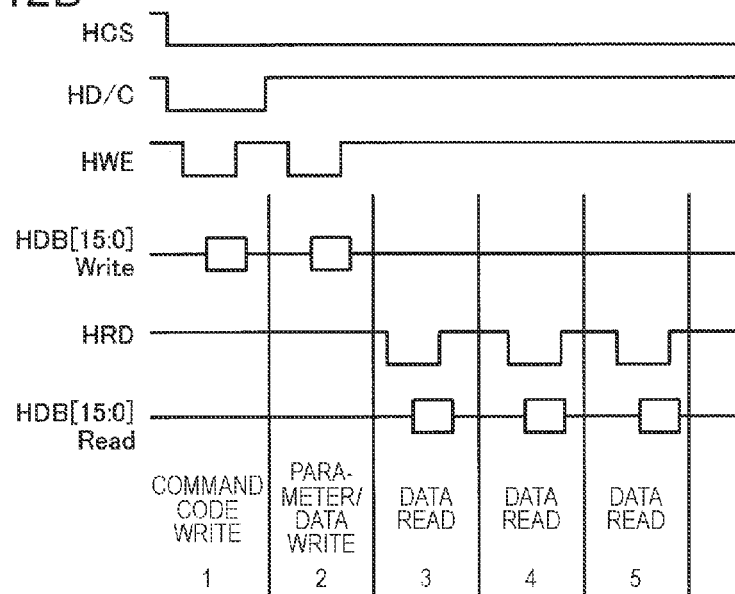 HCS
HD/C
HWE
HDB[15:0]
Write
HRD
HDB[15:0]
Read
COMMAND
CODE
WRITE
PARA-
METER/
DATA
WRITE
DATA
READ
DATA
READ
DATA
READ
1 2 3 4 5